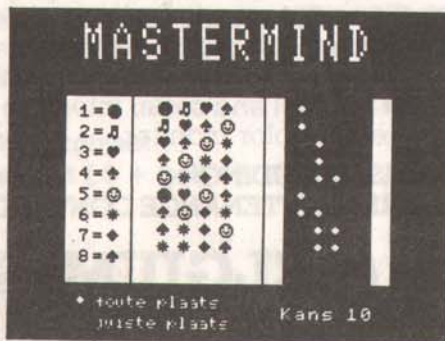 MASTERMIND
1=●
2=♫
3=♥
4=♠
5=☺
6=✱
7=♦
8=♠
♦ foute plaats
juiste plaats
Kans 10